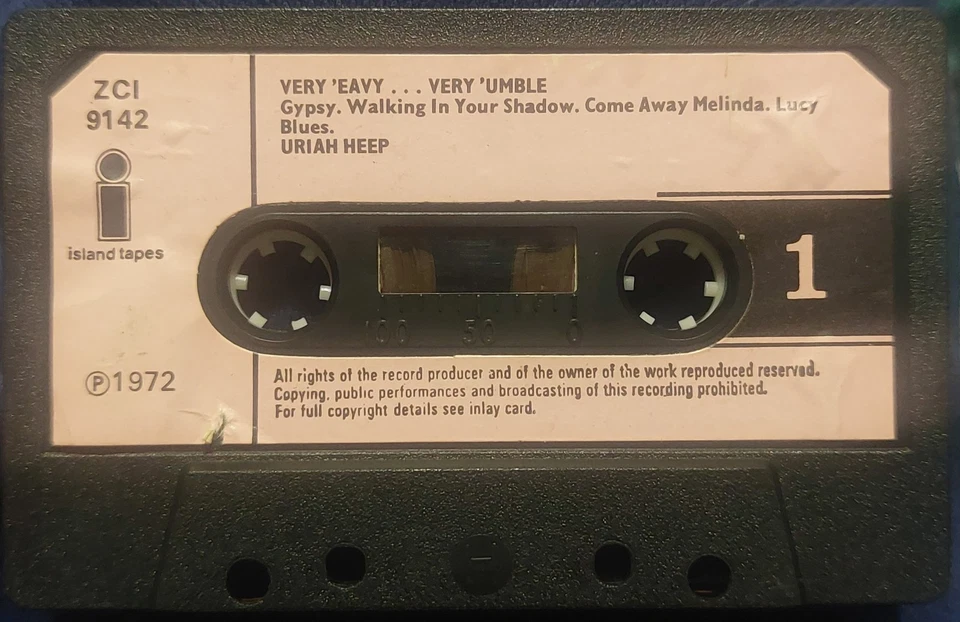 ZCI
9142
island tapes
℗1972
VERY 'EAVY . . . VERY 'UMBLE
Gypsy. Walking In Your Shadow. Come Away Melinda. Lucy
Blues.
URIAH HEEP
1
100 50 0
All rights of the record producer and of the owner of the work reproduced reserved.
Copying, public performances and broadcasting of this recording prohibited.
For full copyright details see inlay card.